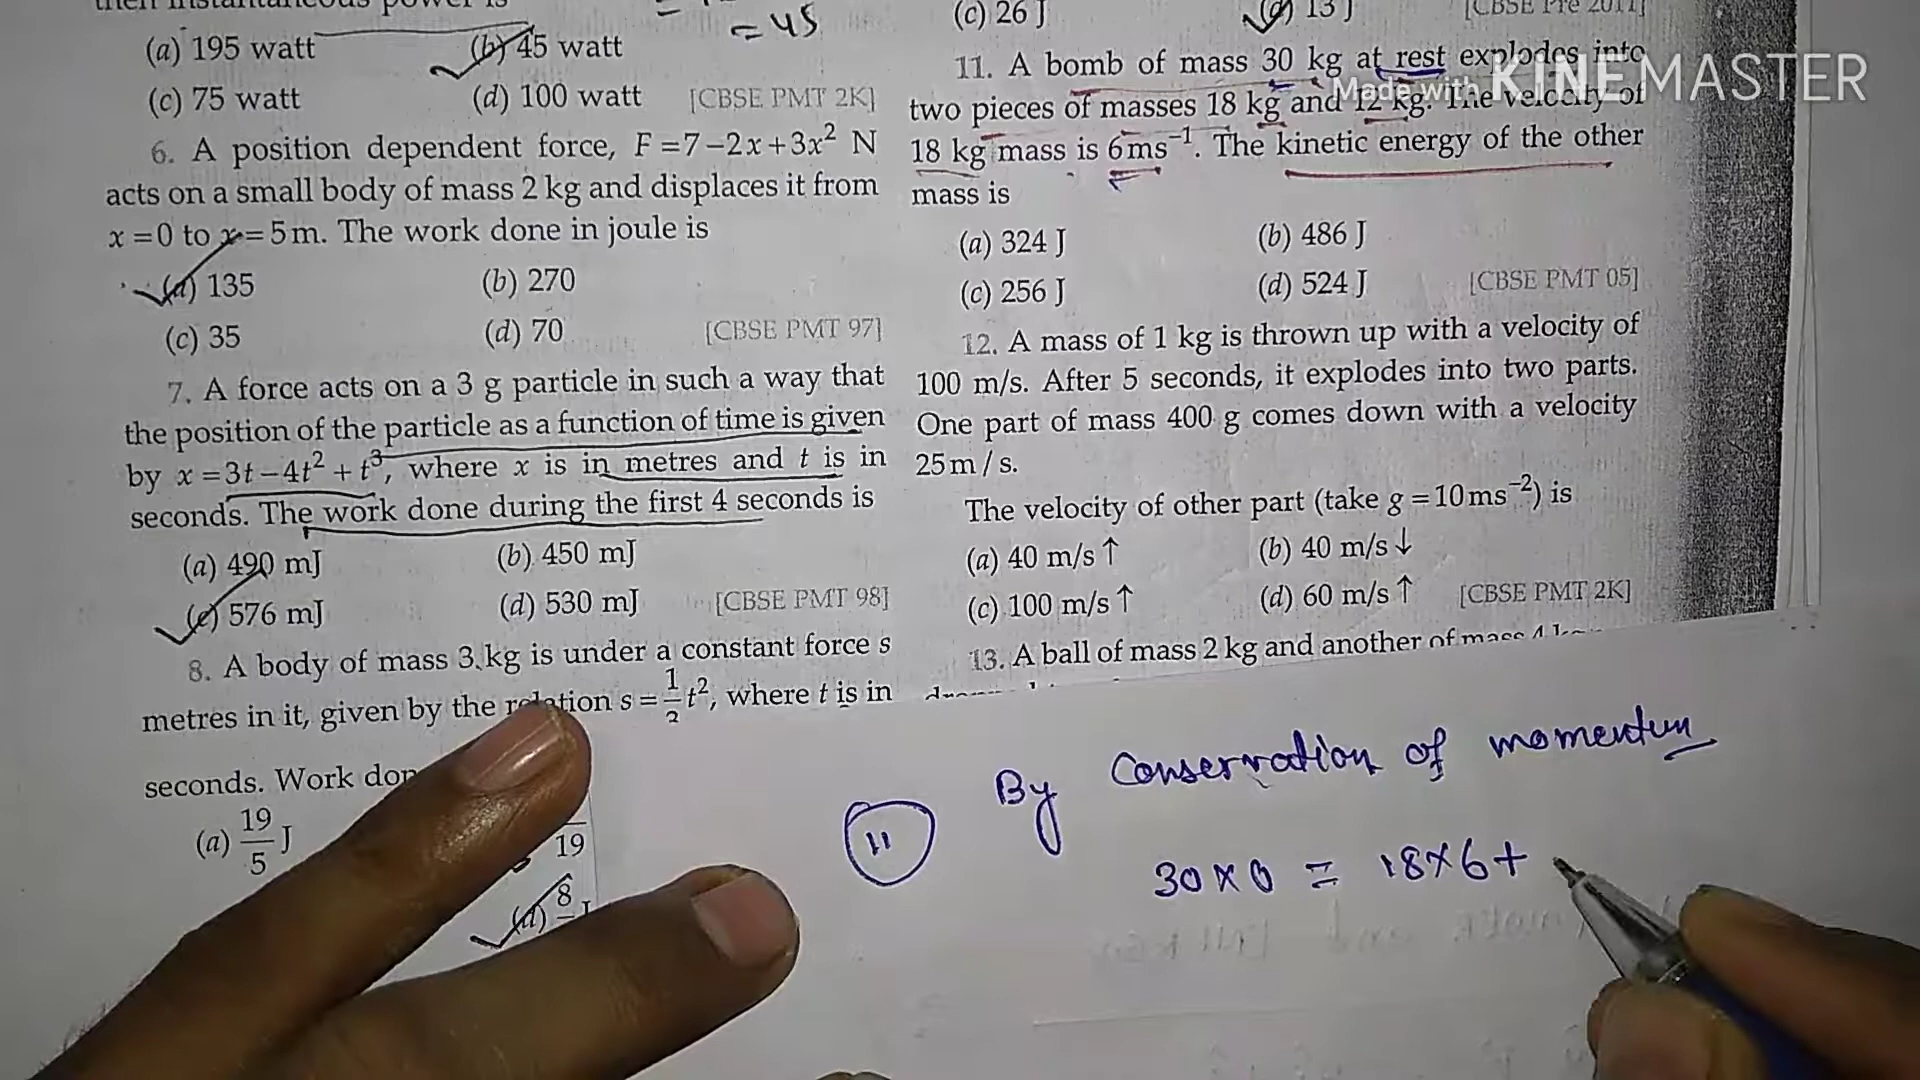 (a) 195 watt (b) 45 watt
(c) 75 watt (d) 100 watt [CBSE PMT 2K]
6. A position dependent force, F = 7 − 2x + 3x² N
acts on a small body of mass 2 kg and displaces it from
x = 0 to x = 5 m. The work done in joule is
(a) 135 (b) 270
(c) 35 (d) 70 [CBSE PMT 97]
7. A force acts on a 3 g particle in such a way that
the position of the particle as a function of time is given
by x = 3t − 4t² + t³, where x is in metres and t is in
seconds. The work done during the first 4 seconds is
(a) 490 mJ (b) 450 mJ
(c) 576 mJ (d) 530 mJ [CBSE PMT 98]
8. A body of mass 3 kg is under a constant force s
metres in it, given by the relation s = 1/3 t², where t is in
seconds. Work
(a) 19/5 J
19
(d) 8
= 45
(c) 26 J (d) 13 J [CBSE Pre 2011]
11. A bomb of mass 30 kg at rest explodes into
two pieces of masses 18 kg and 12 kg. The velocity of
18 kg mass is 6 ms⁻¹. The kinetic energy of the other
mass is
(a) 324 J (b) 486 J
(c) 256 J (d) 524 J [CBSE PMT 05]
12. A mass of 1 kg is thrown up with a velocity of
100 m/s. After 5 seconds, it explodes into two parts.
One part of mass 400 g comes down with a velocity
25 m / s.
The velocity of other part (take g = 10 ms⁻²) is
(a) 40 m/s ↑ (b) 40 m/s ↓
(c) 100 m/s ↑ (d) 60 m/s ↑ [CBSE PMT 2K]
13. A ball of mass 2 kg and another of mass 4
Made with KINEMASTER
11 By Conservation of momentum
30 × 0 = 18 × 6 +